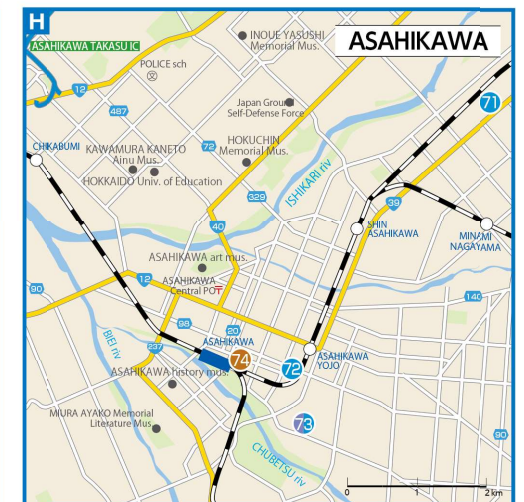 H
ASAHIKAWA
ASAHIKAWA TAKASU IC
INOUE YASUSHI
Memorial Mus.
POLICE sch
12
71
487
Japan Ground
Self-Defense Force
CHIKABUMI
KAWAMURA KANETO
Ainu Mus.
72
HOKUCHIN
Memorial Mus.
HOKKAIDO Univ. of Education
329
ISHIKARI riv
39
40
SHIN
ASAHIKAWA
MINAMI
NAGAYAMA
ASAHIKAWA art mus.
12
ASAHIKAWA
Central PO
90
140
98
20
BIEI riv
237
ASAHIKAWA
74
ASAHIKAWA
YOJO
72
ASAHIKAWA history mus.
MIURA AYAKO Memorial
Literature Mus.
73
90
CHUBETSU riv
0
1
2 km